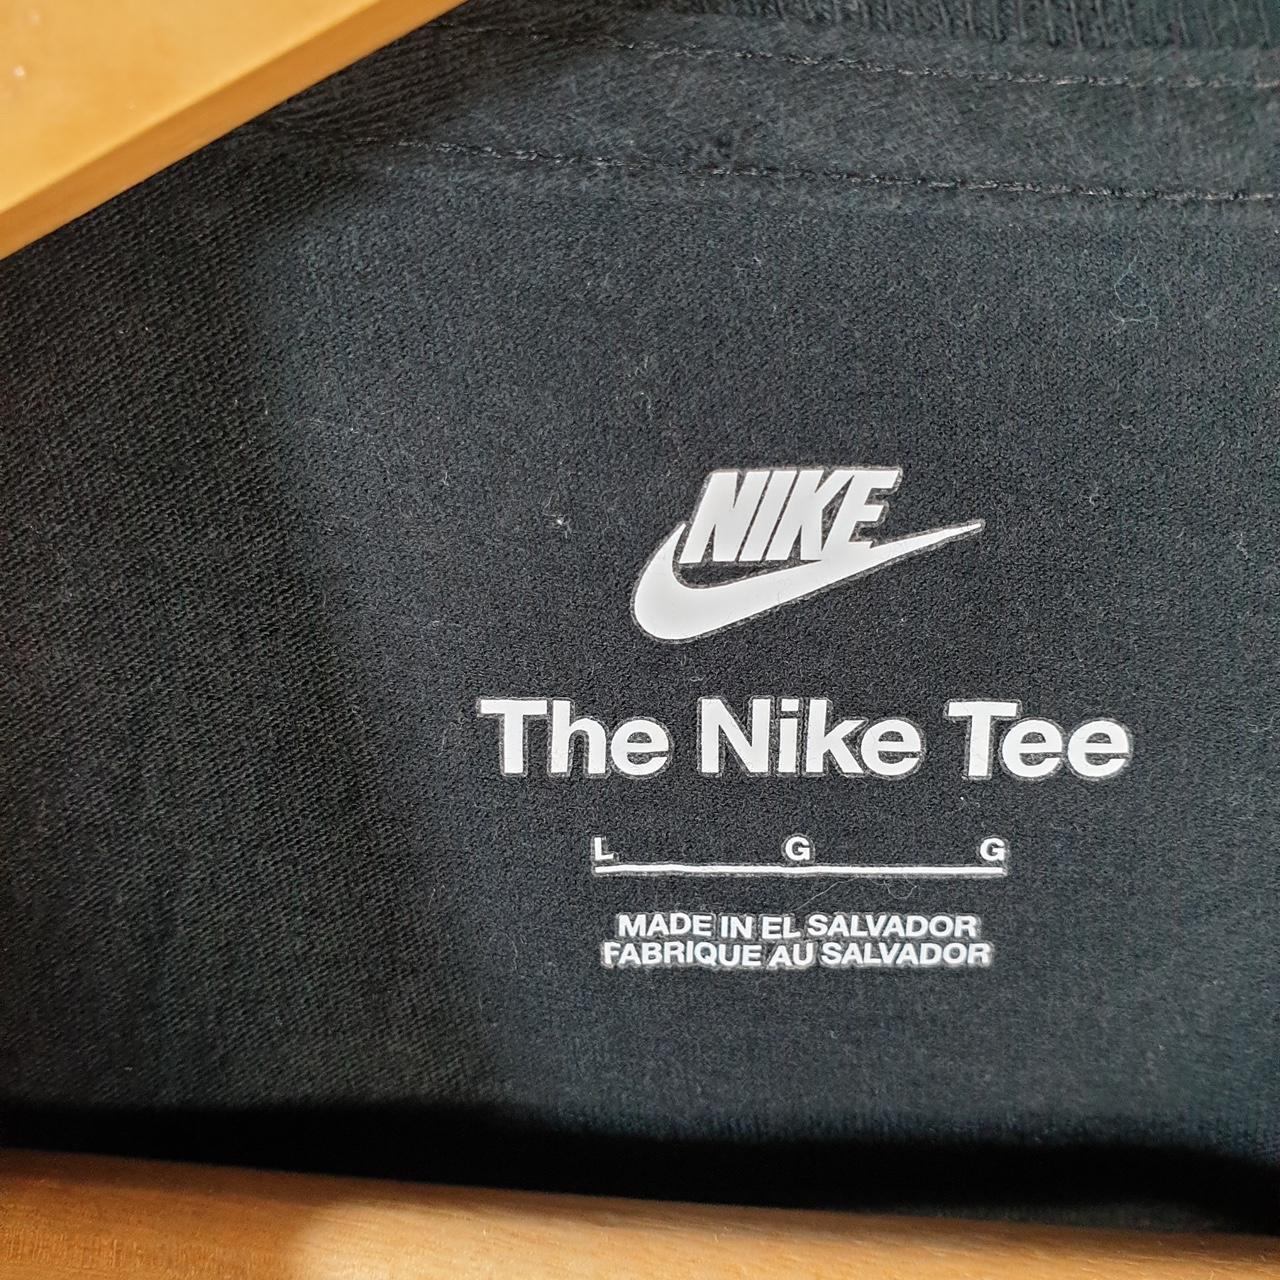 NIKE
The Nike Tee
L G G
MADE IN EL SALVADOR
FABRIQUE AU SALVADOR